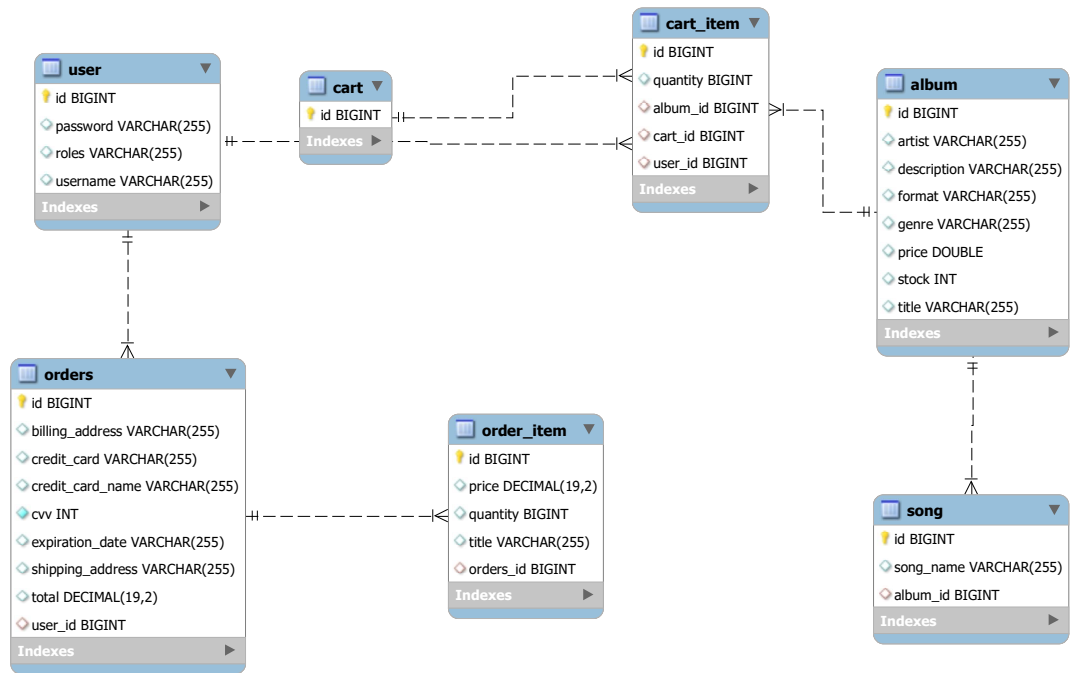 user
id BIGINT
password VARCHAR(255)
roles VARCHAR(255)
username VARCHAR(255)
Indexes
cart
id BIGINT
Indexes
cart_item
id BIGINT
quantity BIGINT
album_id BIGINT
cart_id BIGINT
user_id BIGINT
Indexes
album
id BIGINT
artist VARCHAR(255)
description VARCHAR(255)
format VARCHAR(255)
genre VARCHAR(255)
price DOUBLE
stock INT
title VARCHAR(255)
Indexes
orders
id BIGINT
billing_address VARCHAR(255)
credit_card VARCHAR(255)
credit_card_name VARCHAR(255)
cvv INT
expiration_date VARCHAR(255)
shipping_address VARCHAR(255)
total DECIMAL(19,2)
user_id BIGINT
Indexes
order_item
id BIGINT
price DECIMAL(19,2)
quantity BIGINT
title VARCHAR(255)
orders_id BIGINT
Indexes
song
id BIGINT
song_name VARCHAR(255)
album_id BIGINT
Indexes